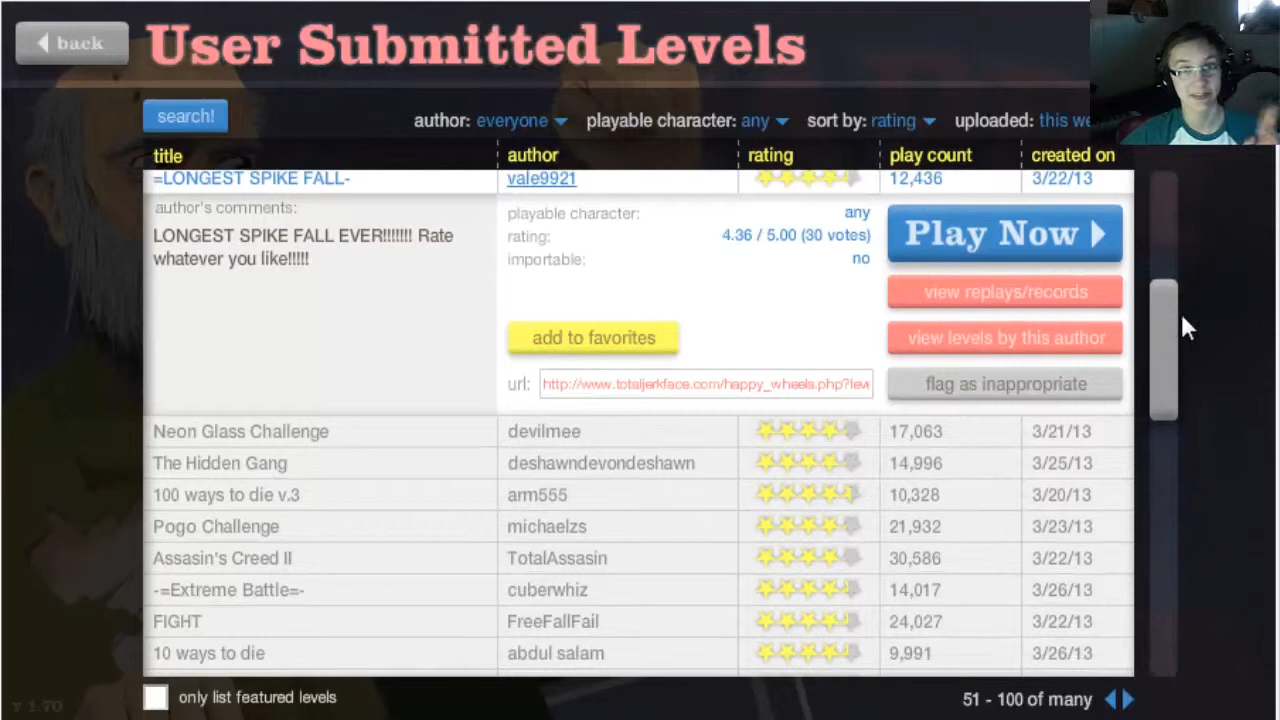 back
User Submitted Levels
search!
author: everyone playable character: any sort by: rating uploaded: this we
title author rating play count created on
=LONGEST SPIKE FALL- vale9921 12,436 3/22/13
author's comments:
LONGEST SPIKE FALL EVER!!!!!!! Rate
whatever you like!!!!!
playable character: any
rating: 4.36 / 5.00 (30 votes)
importable: no
Play Now
view replays/records
add to favorites
view levels by this author
url: http://www.totaljerkface.com/happy_wheels.php?leve
flag as inappropriate
Neon Glass Challenge devilmee 17,063 3/21/13
The Hidden Gang deshawndevondeshawn 14,996 3/25/13
100 ways to die v.3 arm555 10,328 3/20/13
Pogo Challenge michaelzs 21,932 3/23/13
Assasin's Creed II TotalAssasin 30,586 3/22/13
-=Extreme Battle=- cuberwhiz 14,017 3/26/13
FIGHT FreeFallFail 24,027 3/22/13
10 ways to die abdul salam 9,991 3/26/13
only list featured levels
51 - 100 of many
v 1.70